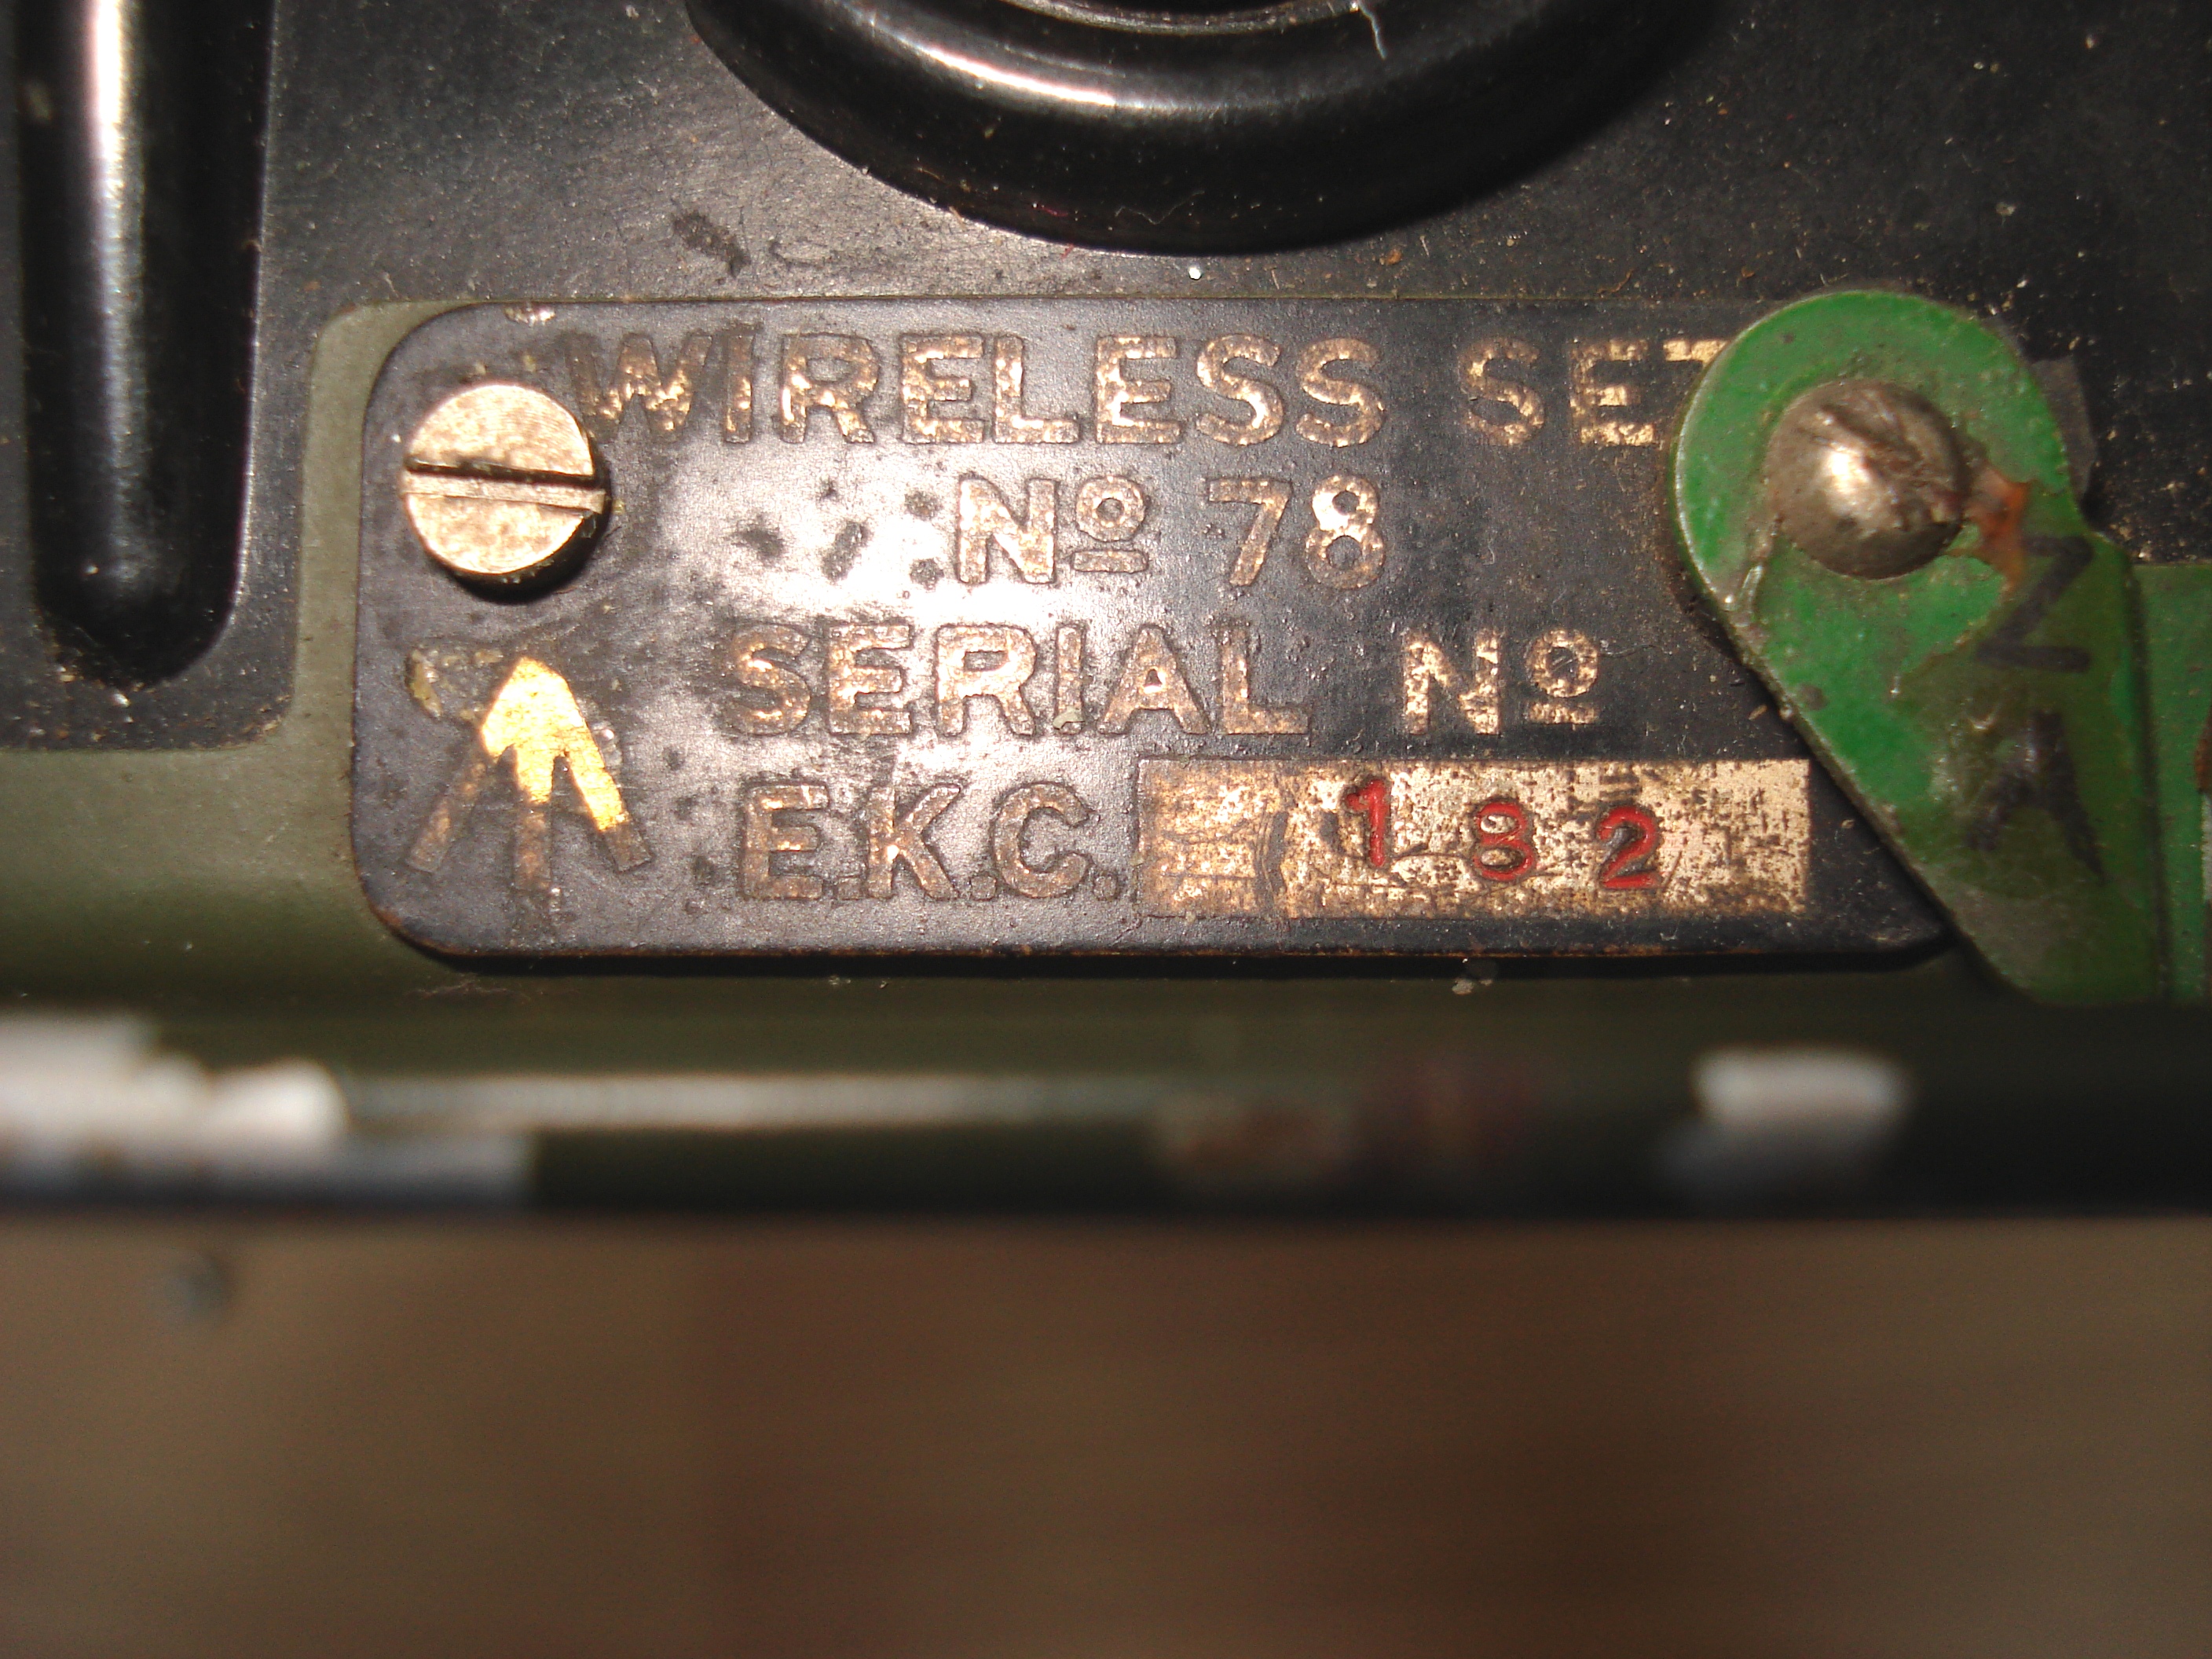 WIRELESS SET
Nº 78
SERIAL Nº
E.K.C. 182